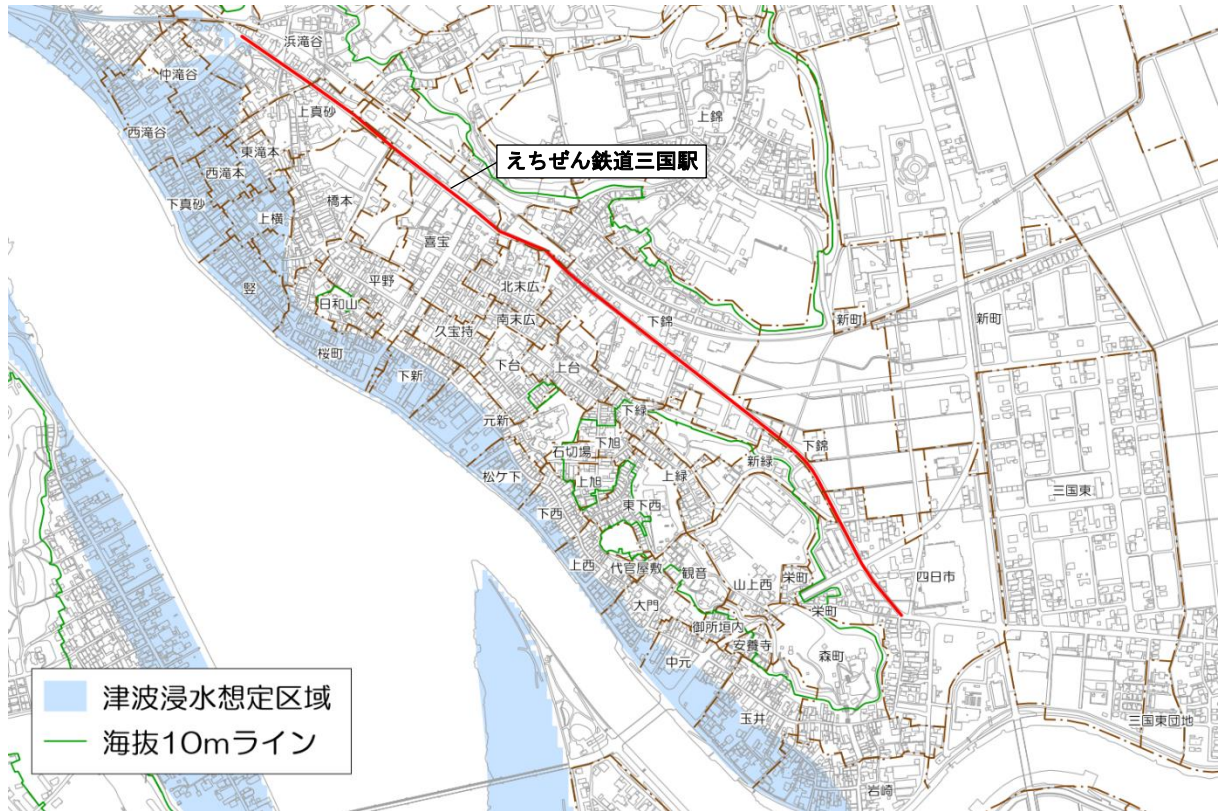 浜滝谷
仲滝谷
上真砂
上錦
西滝谷
東滝本
えちぜん鉄道三国駅
西滝本
下真砂
橋本
上横
喜宝
竪
平野
北末広
日和山
南末広
下錦
新町
新町
久宝持
桜町
下新
下台
上台
元新
下緑
下旭
下錦
石切場
新緑
松ケ下
上旭
上緑
三国東
下西
東下西
上西
代官屋敷
観音
山上西
栄町
四日市
大門
栄町
御所垣内
安養寺
中元
森町
玉井
三国東団地
岩崎
津波浸水想定区域
海抜10mライン